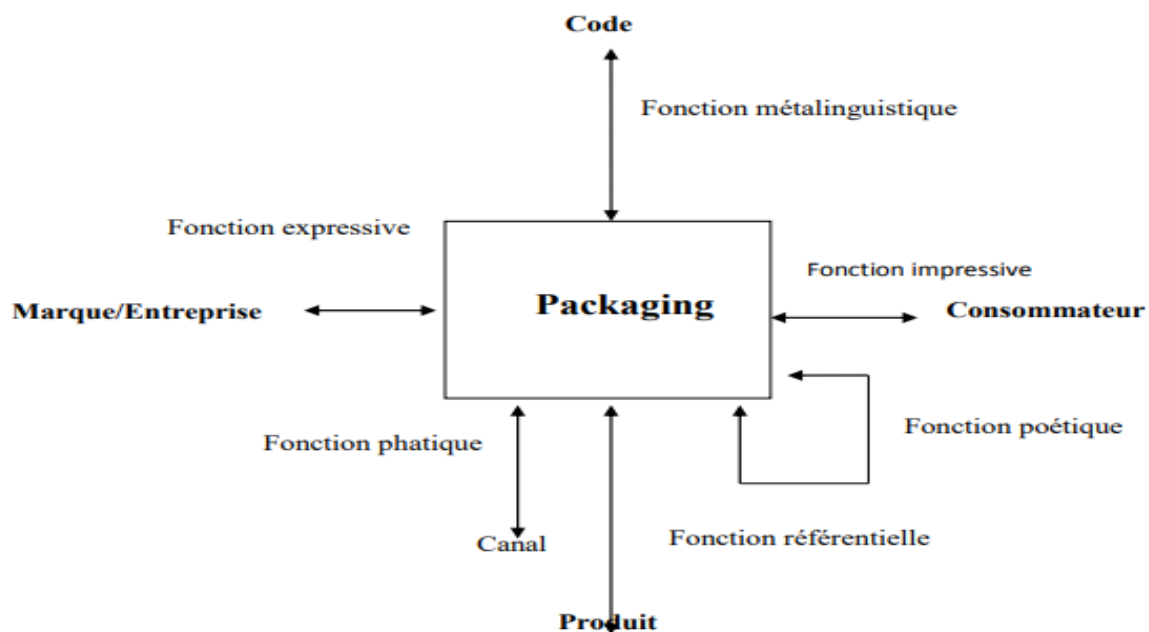 Code
Fonction métalinguistique
Fonction expressive
Fonction impressive
Packaging
Marque/Entreprise
Consommateur
Fonction poétique
Fonction phatique
Fonction référentielle
Canal
Produit